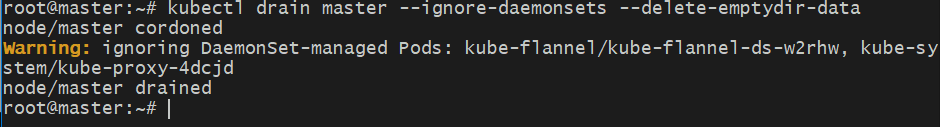 root@master:~# kubectl drain master --ignore-daemonsets --delete-emptydir-data
node/master cordoned
Warning: ignoring DaemonSet-managed Pods: kube-flannel/kube-flannel-ds-w2rhw, kube-sy
stem/kube-proxy-4dcjd
node/master drained
root@master:~#